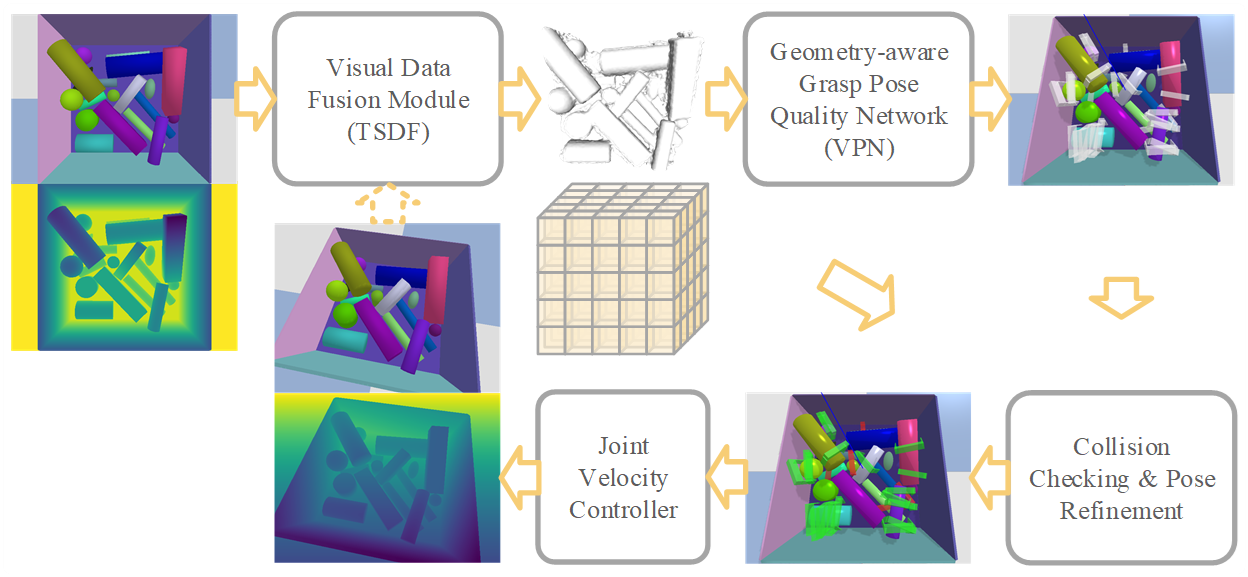 Visual Data
Fusion Module
(TSDF)
Geometry-aware
Grasp Pose
Quality Network
(VPN)
Joint
Velocity
Controller
Collision
Checking & Pose
Refinement